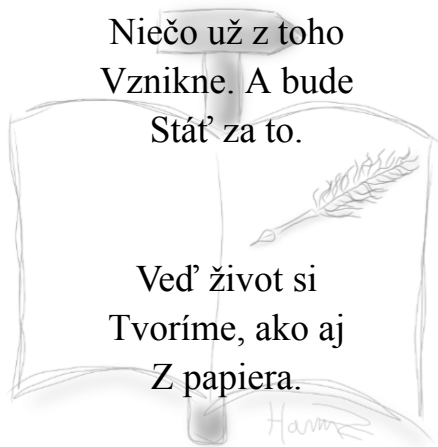 Niečo už z toho
Vznikne. A bude
Stáť za to.
Veď život si
Tvoríme, ako aj
Z papiera.